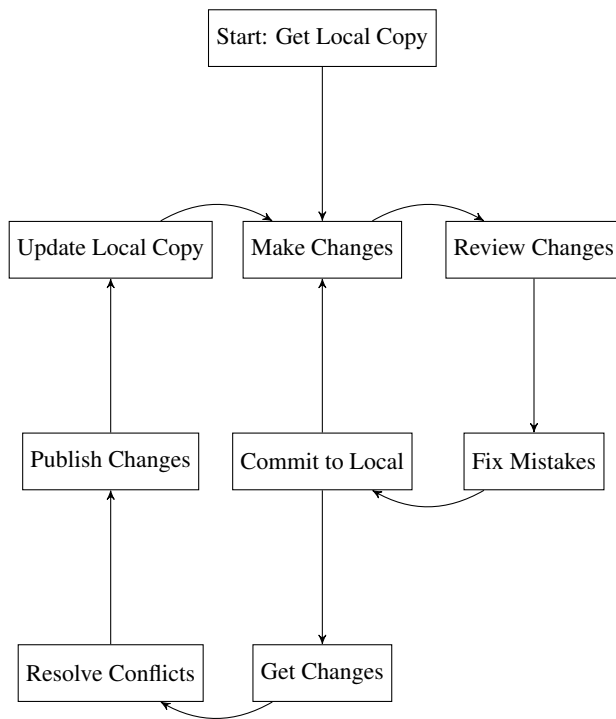 Start: Get Local Copy
Update Local Copy
Make Changes
Review Changes
Publish Changes
Commit to Local
Fix Mistakes
Resolve Conflicts
Get Changes